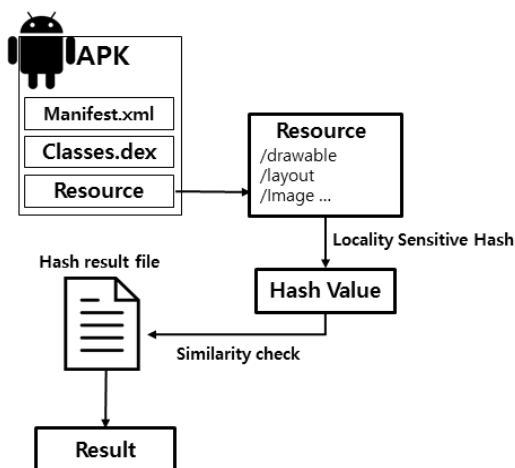 APK
Manifest.xml
Classes.dex
Resource
Resource
/drawable
/layout
/Image ...
Locality Sensitive Hash
Hash Value
Hash result file
Similarity check
Result